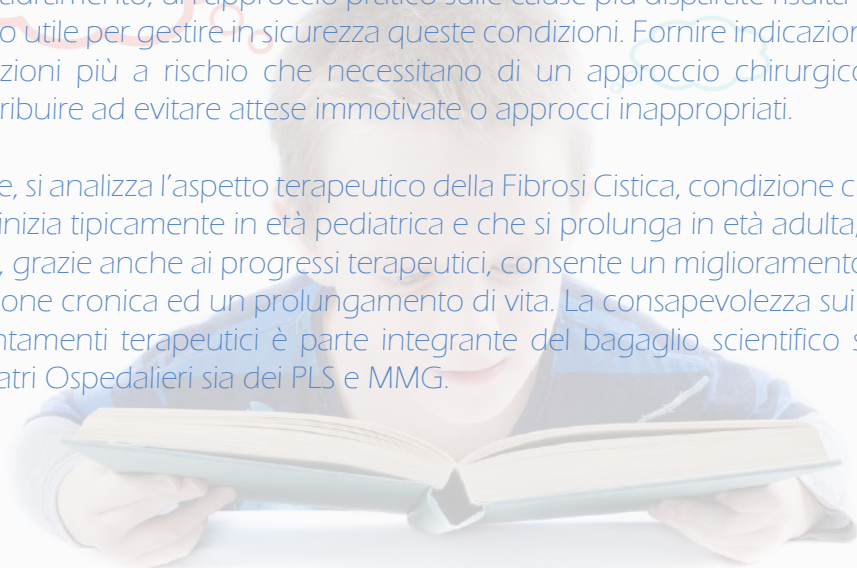 o utile per gestire in sicurezza queste condizioni. Fornire indicazion
zioni più a rischio che necessitano di un approccio chirurgico
ribuire ad evitare attese immotivate o approcci inappropriati.
e, si analizza l’aspetto terapeutico della Fibrosi Cistica, condizione c
inizia tipicamente in età pediatrica e che si prolunga in età adulta,
, grazie anche ai progressi terapeutici, consente un miglioramento
one cronica ed un prolungamento di vita. La consapevolezza sui
ntamenti terapeutici è parte integrante del bagaglio scientifico s
atri Ospedalieri sia dei PLS e MMG.